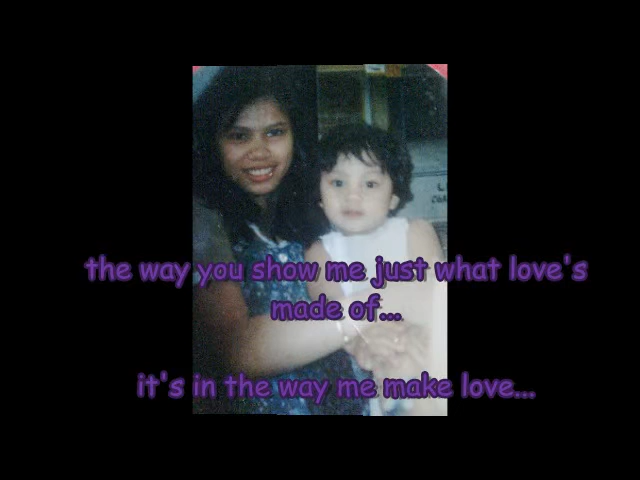 the way you show me just what love's
made of...
it's in the way me make love...